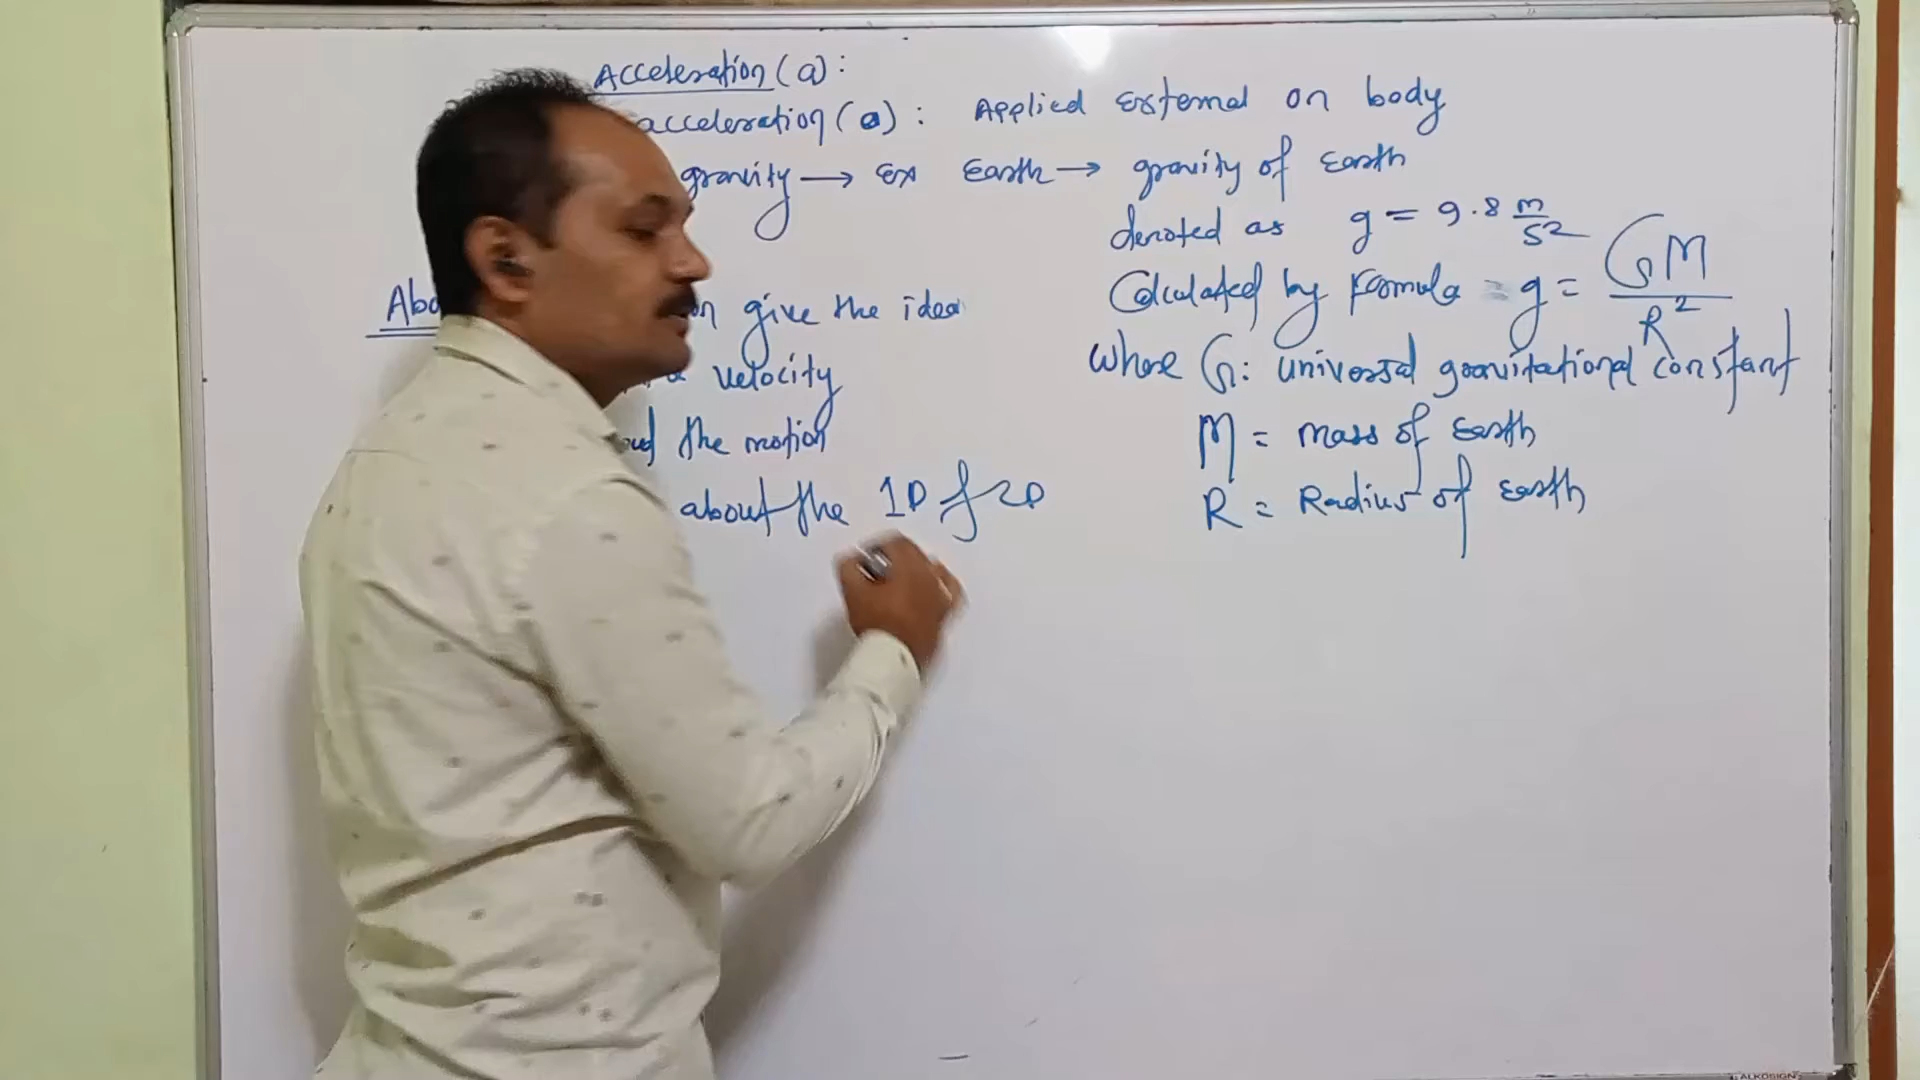 Acceleration (a):
acceleration (a): Applied External on body
gravity → Ex Earth → gravity of Earth
denoted as g = 9.8 m/s²
Calculated by Formula = g = GM/R²
Where G: universal gravitational constant
M = mass of Earth
R = Radius of Earth
give the idea
velocity
the motion
about the 1D & 2D
ALKOSIGN